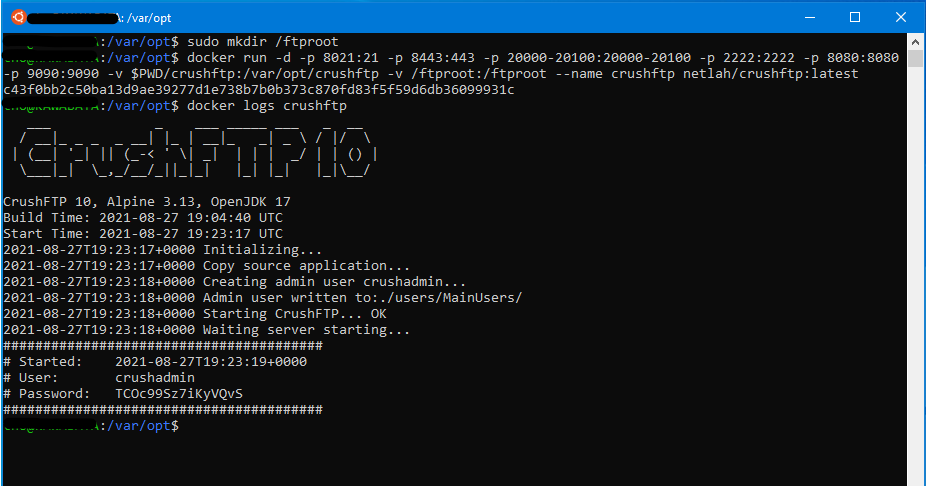 A: /var/opt
A:/var/opt$ sudo mkdir /ftproot
A:/var/opt$ docker run -d -p 8021:21 -p 8443:443 -p 20000-20100:20000-20100 -p 2222:2222 -p 8080:8080
-p 9090:9090 -v $PWD/crushftp:/var/opt/crushftp -v /ftproot:/ftproot --name crushftp netlah/crushftp:latest
c43f0bb2c50ba13d9ae39277d1e738b7b0b373c870fd83f5f59d6db36099931c
:/var/opt$ docker logs crushftp
CrushFTP10
CrushFTP 10, Alpine 3.13, OpenJDK 17
Build Time: 2021-08-27 19:04:40 UTC
Start Time: 2021-08-27 19:23:17 UTC
2021-08-27T19:23:17+0000 Initializing...
2021-08-27T19:23:17+0000 Copy source application...
2021-08-27T19:23:18+0000 Creating admin user crushadmin...
2021-08-27T19:23:18+0000 Admin user written to:./users/MainUsers/
2021-08-27T19:23:18+0000 Starting CrushFTP... OK
2021-08-27T19:23:18+0000 Waiting server starting...
########################################
# Started:    2021-08-27T19:23:19+0000
# User:       crushadmin
# Password:   TCOc99Sz7iKyVQvS
########################################
A:/var/opt$